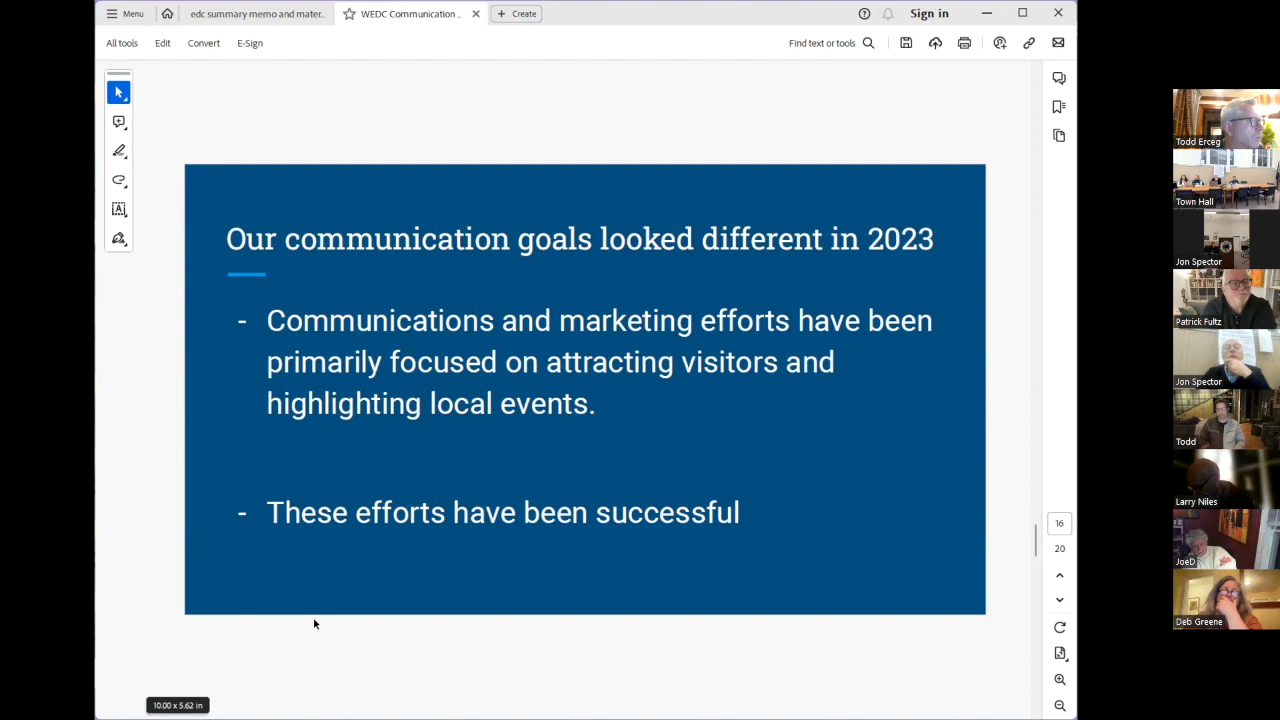 Menu
edc summary memo and mater..
WEDC Communication ..
Create
Sign in
All tools
Edit
Convert
E-Sign
Find text or tools
Our communication goals looked different in 2023
- Communications and marketing efforts have been
primarily focused on attracting visitors and
highlighting local events.
- These efforts have been successful
16
20
10.00 x 5.62 in
Todd Erceg
Town Hall
Jon Spector
Patrick Fultz
Jon Spector
Todd
Larry Niles
JoeD
Deb Greene